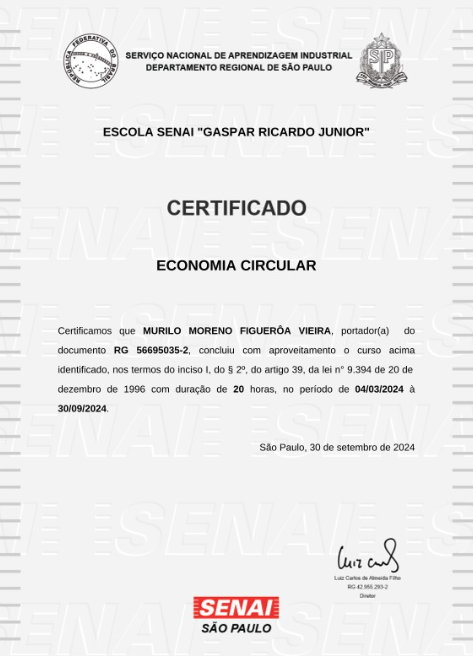 REPÚBLICA FEDERATIVA DO BRASIL
SERVIÇO NACIONAL DE APRENDIZAGEM INDUSTRIAL
DEPARTAMENTO REGIONAL DE SÃO PAULO
SP
ESCOLA SENAI "GASPAR RICARDO JUNIOR"
CERTIFICADO
ECONOMIA CIRCULAR
Certificamos que MURILO MORENO FIGUERÔA VIEIRA, portador(a) do
documento RG 56695035-2, concluiu com aproveitamento o curso acima
identificado, nos termos do inciso I, do § 2º, do artigo 39, da lei n° 9.394 de 20 de
dezembro de 1996 com duração de 20 horas, no período de 04/03/2024 à
30/09/2024.
São Paulo, 30 de setembro de 2024
Luiz Carlos de Almeida Filho
RG 42.955.293-2
Diretor
SENAI
SÃO PAULO